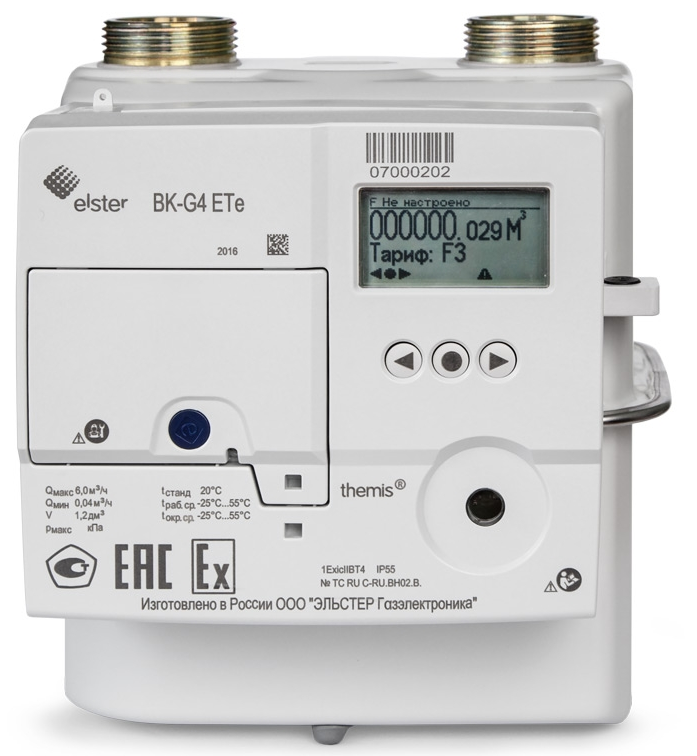 07000202
elster
BK-G4 ETe
2016
F Не настроено
000000.029 м³
Тариф: F3
Qмакс 6,0 м³/ч
Qмин 0,04 м³/ч
V 1,2 дм³
Pмакс кПа
tстанд 20°C
tраб.ср. -25°C...55°C
tокр.ср. -25°C...55°C
themis®
EAC Ex
1ExicIIBT4 IP55
№ TC RU C-RU.BH02.B.
Изготовлено в России ООО "ЭЛЬСТЕР Газэлектроника"